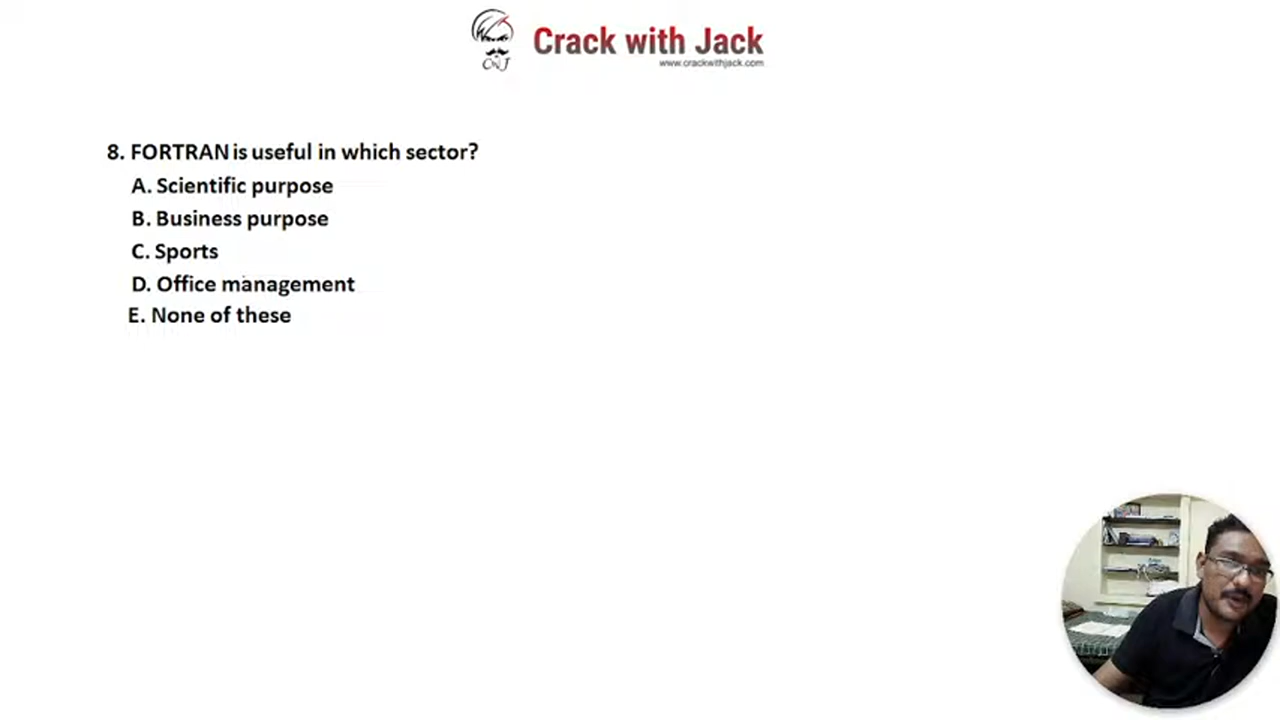 Crack with Jack
www.crackwithjack.com
CwJ
8. FORTRAN is useful in which sector?
A. Scientific purpose
B. Business purpose
C. Sports
D. Office management
E. None of these